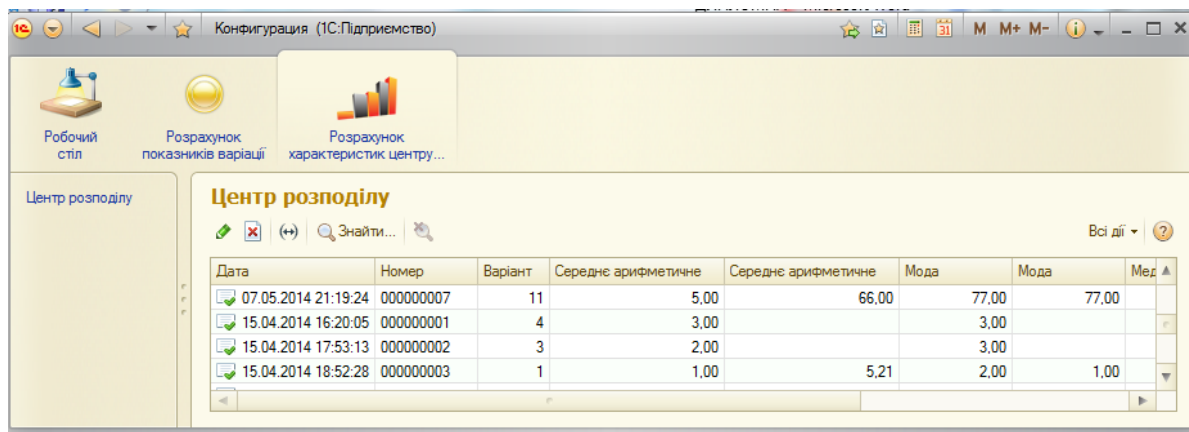 Конфигурация (1С:Підприємство)
31 M M+ M-
Робочий стіл
Розрахунок показників варіації
Розрахунок характеристик центру...
Центр розподілу
Центр розподілу
Знайти... Всі дії
Дата Номер Варіант Середнє арифметичне Середнє арифметичне Мода Мода Мед
07.05.2014 21:19:24 000000007 11 5,00 66,00 77,00 77,00
15.04.2014 16:20:05 000000001 4 3,00 3,00
15.04.2014 17:53:13 000000002 3 2,00 3,00
15.04.2014 18:52:28 000000003 1 1,00 5,21 2,00 1,00